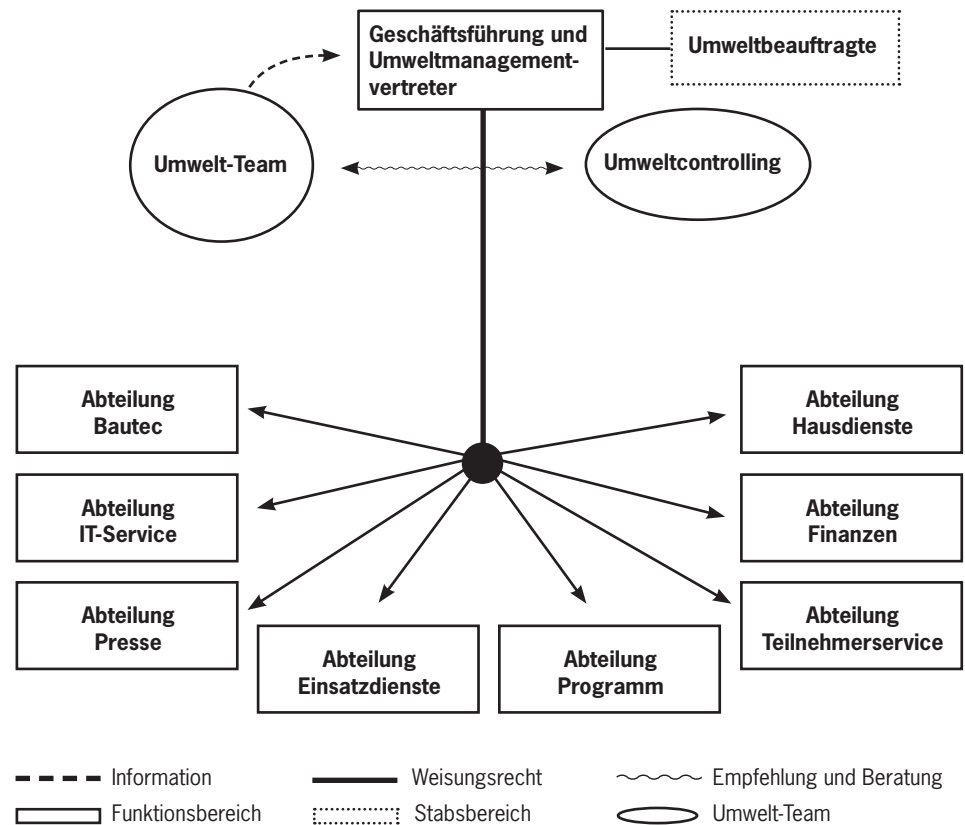 Geschäftsführung und
Umweltmanagement-
vertreter
Umweltbeauftragte
Umwelt-Team
Umweltcontrolling
Abteilung
Bautec
Abteilung
Hausdienste
Abteilung
IT-Service
Abteilung
Finanzen
Abteilung
Presse
Abteilung
Teilnehmerservice
Abteilung
Einsatzdienste
Abteilung
Programm
Information
Weisungsrecht
Empfehlung und Beratung
Funktionsbereich
Stabsbereich
Umwelt-Team